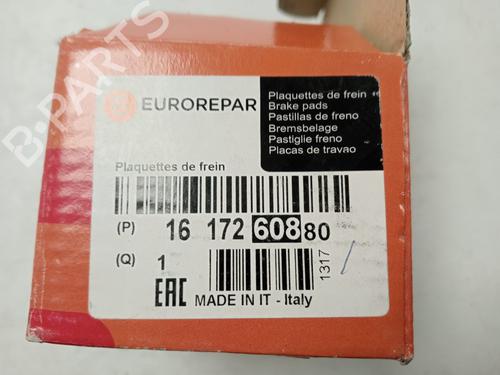 EUROREPAR
Plaquettes de frein
Brake pads
Pastillas de freno
Bremsbelage
Pastiglie freno
Placas de travao
Plaquettes de frein
(P) 16 172 608 80
(Q) 1
1317
EAC MADE IN IT - Italy
B-PARTS